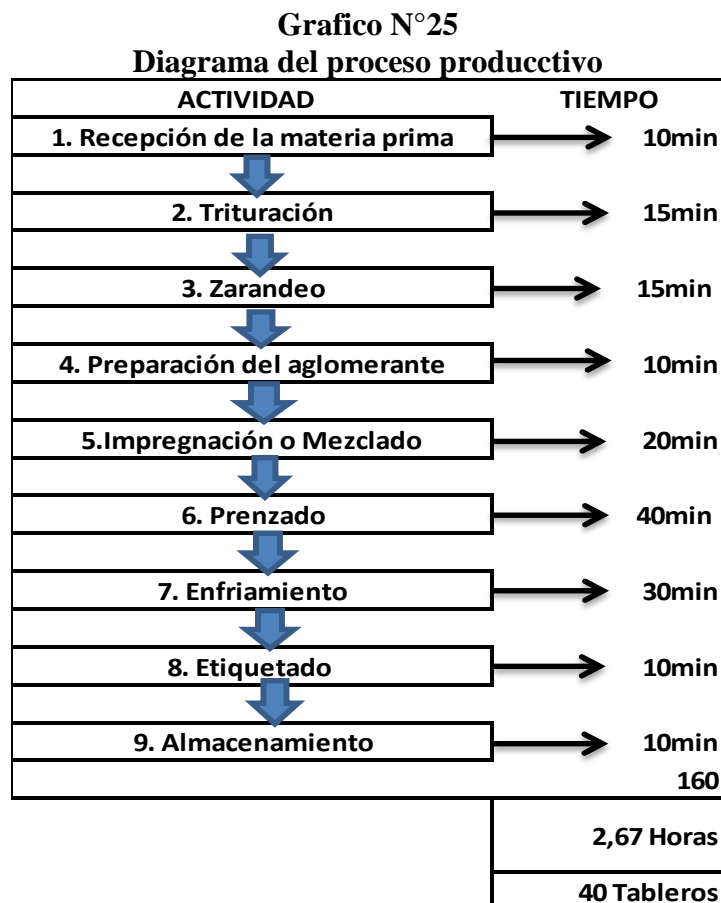 Grafico N°25
Diagrama del proceso producctivo
ACTIVIDAD TIEMPO
1. Recepción de la materia prima 10min
2. Trituración 15min
3. Zarandeo 15min
4. Preparación del aglomerante 10min
5.Impregnación o Mezclado 20min
6. Prenzado 40min
7. Enfriamiento 30min
8. Etiquetado 10min
9. Almacenamiento 10min
160
2,67 Horas
40 Tableros